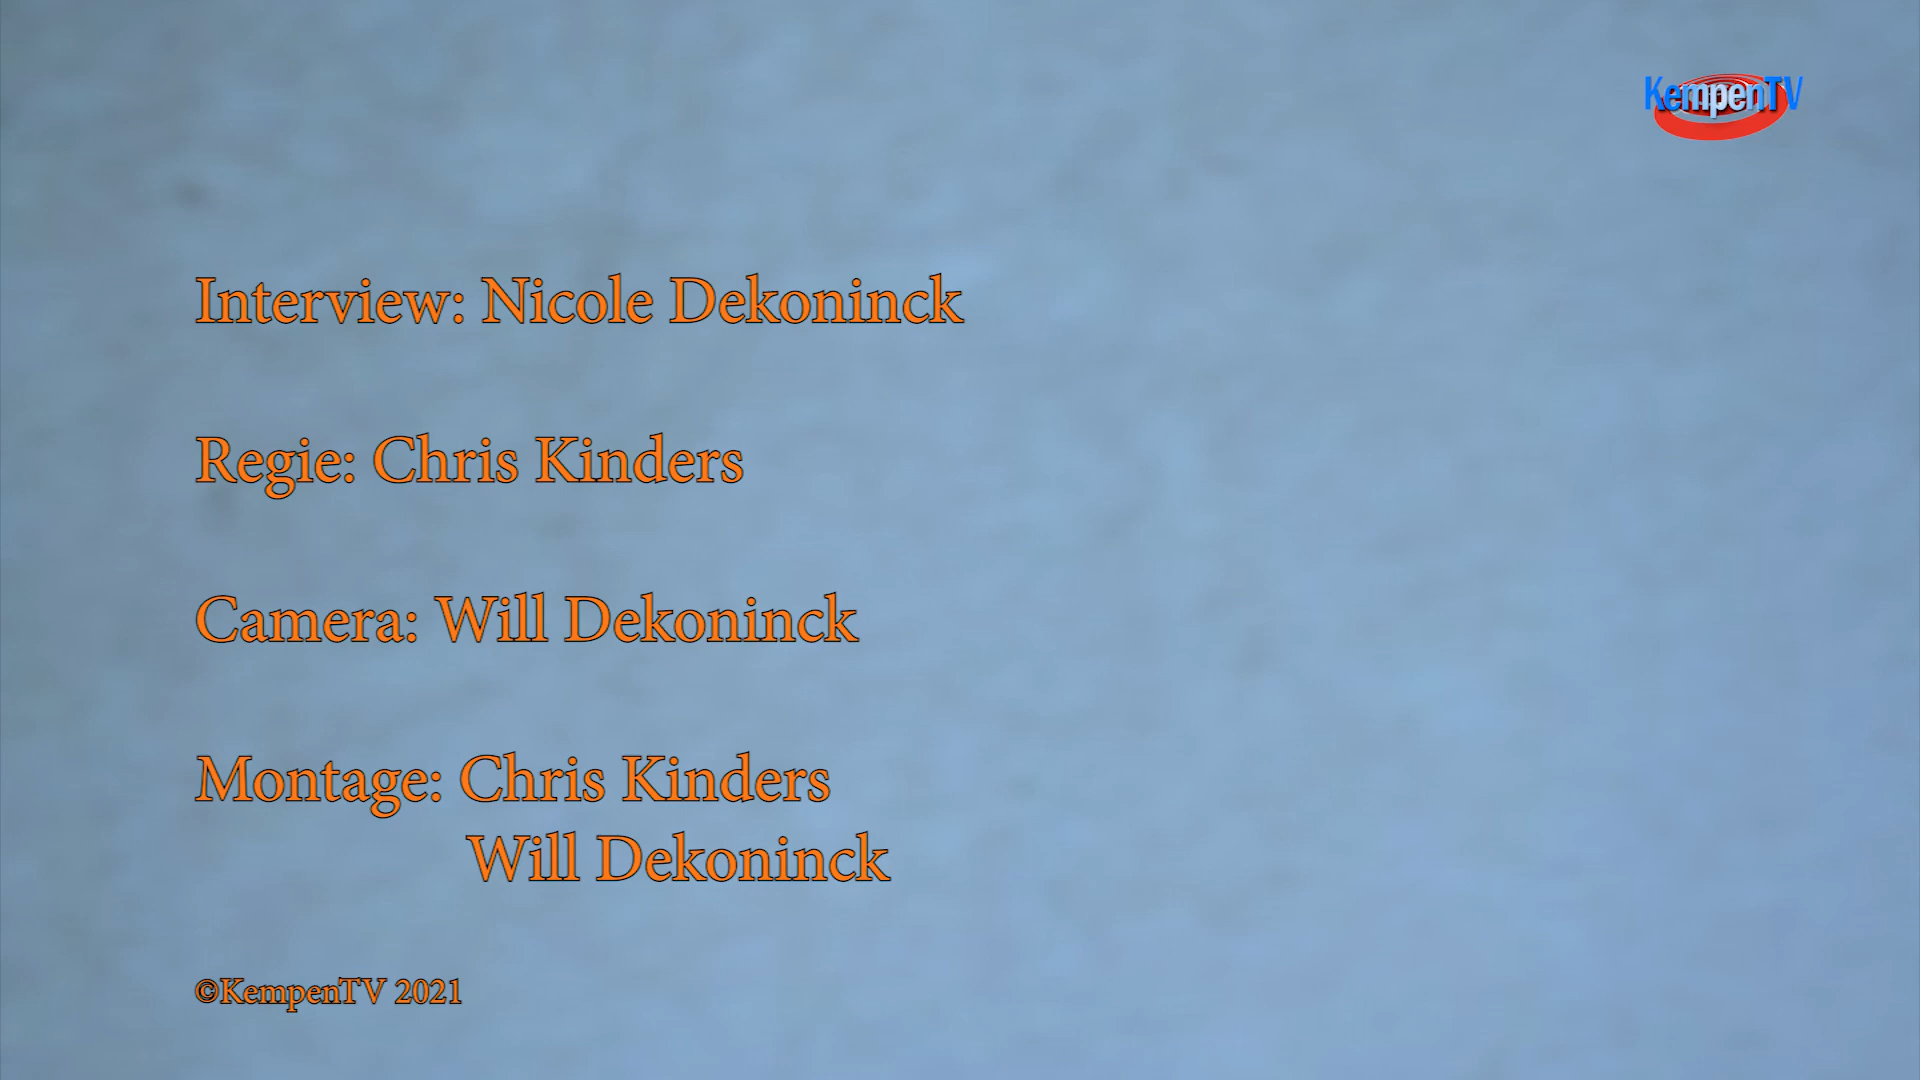 KempenTV
Interview: Nicole Dekoninck
Regie: Chris Kinders
Camera: Will Dekoninck
Montage: Chris Kinders
Will Dekoninck
©KempenTV 2021